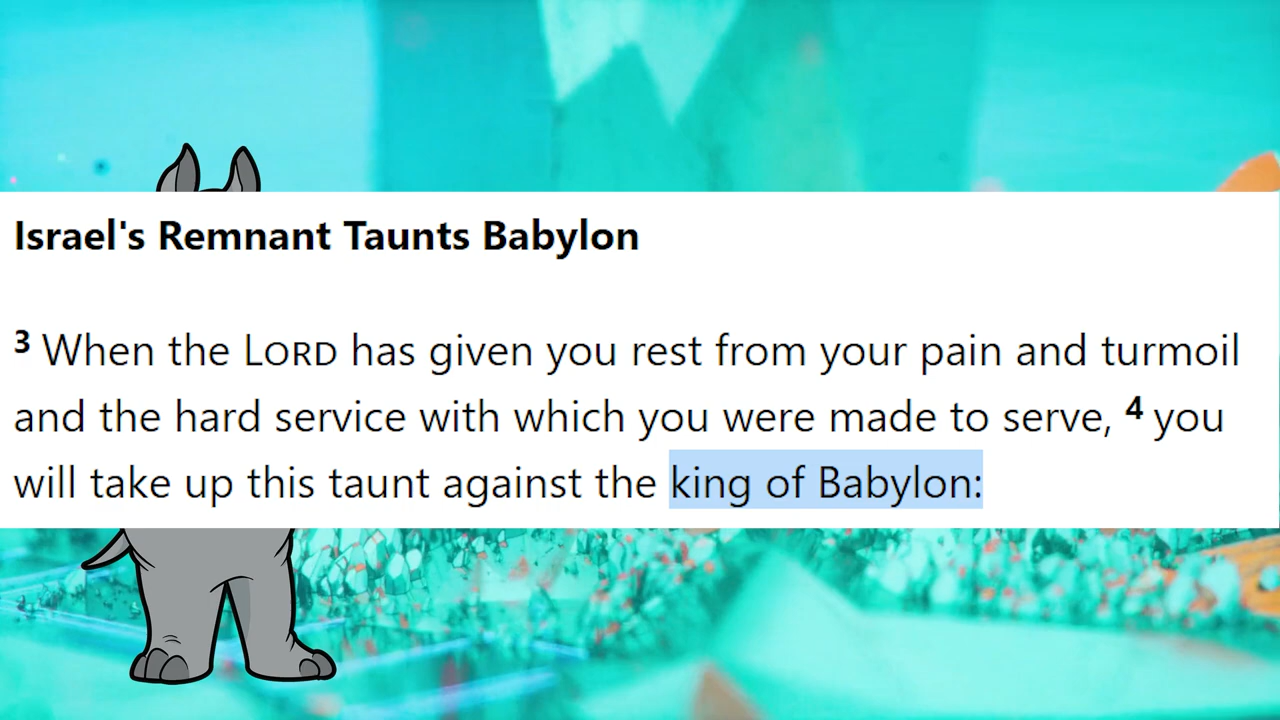 Israel's Remnant Taunts Babylon
3 When the LORD has given you rest from your pain and turmoil
and the hard service with which you were made to serve, 4 you
will take up this taunt against the king of Babylon: